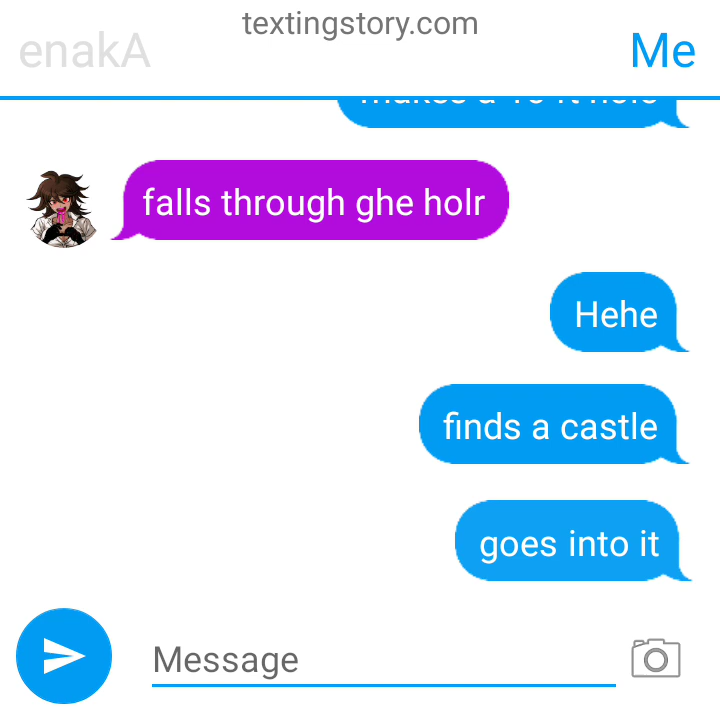 textingstory.com
enakA
Me
falls through ghe holr
Hehe
finds a castle
goes into it
Message